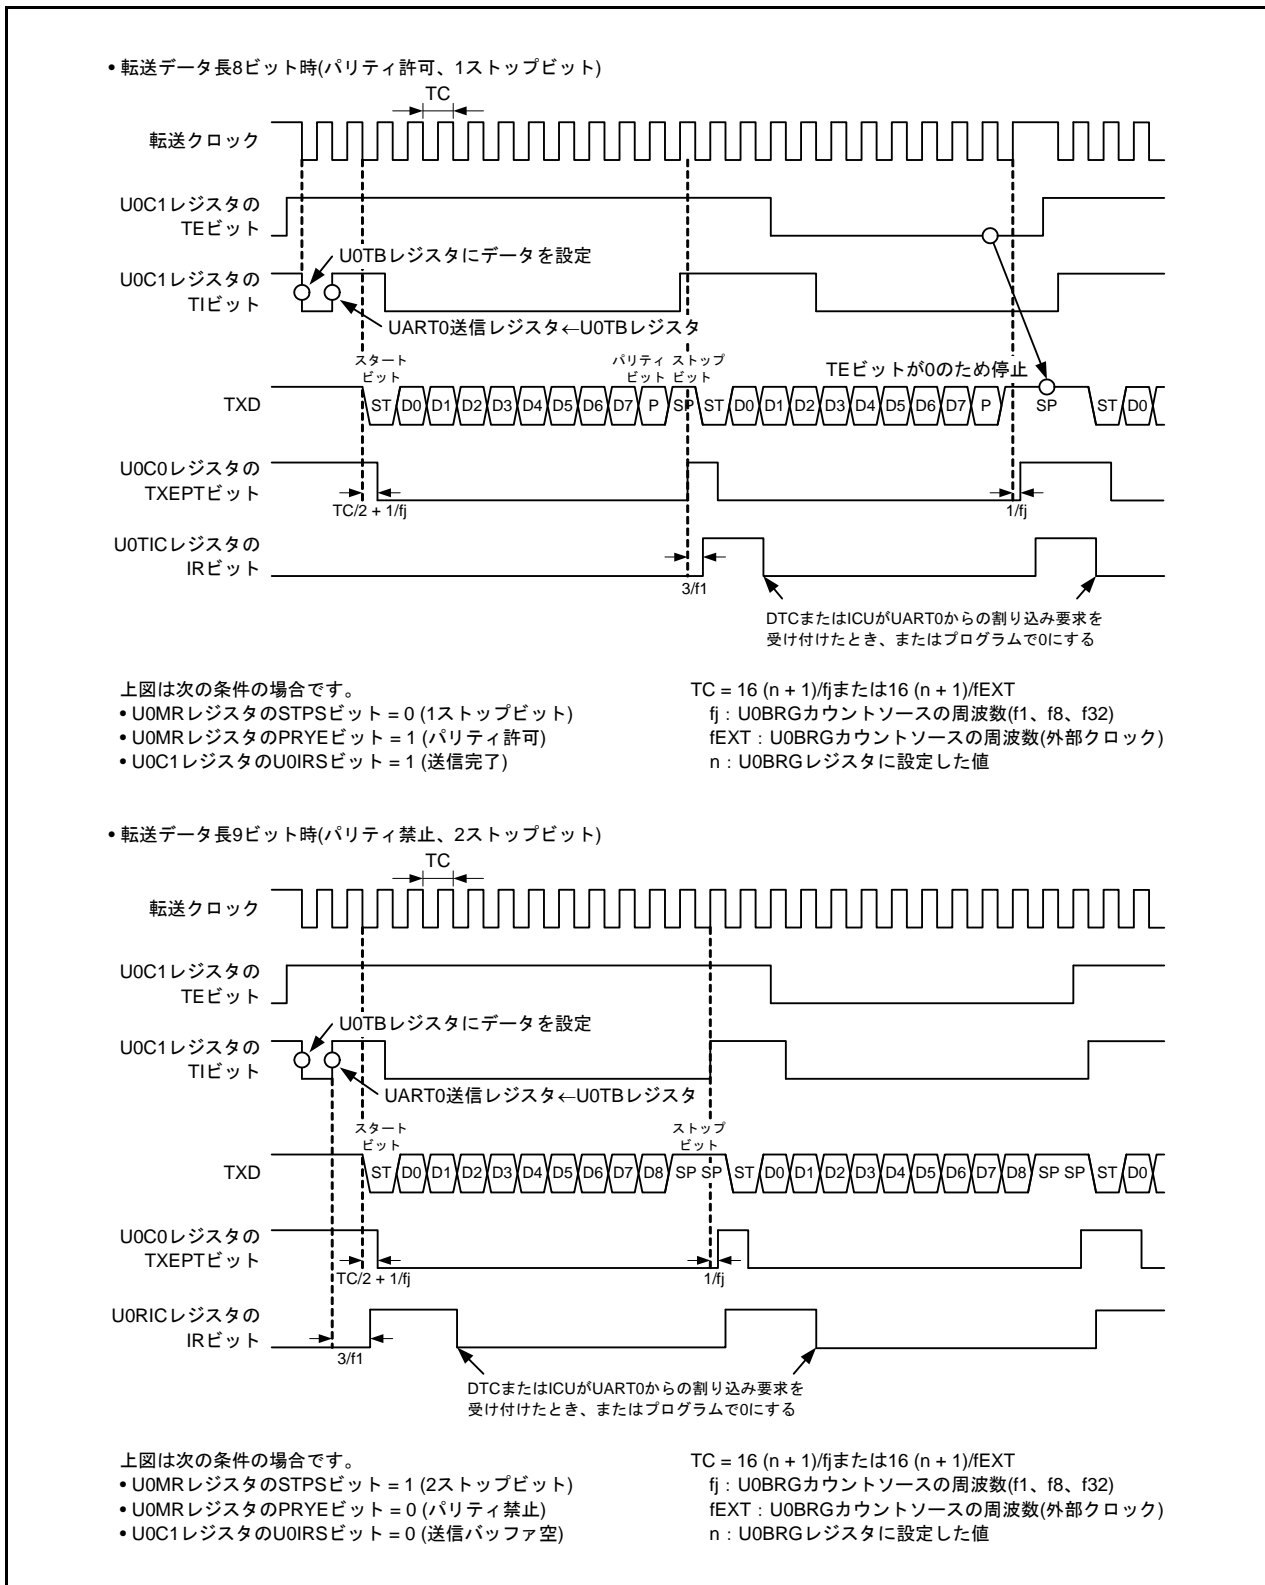 • 転送データ長8ビット時(パリティ許可、1ストップビット)
TC
転送クロック
U0C1レジスタの
TEビット
U0TBレジスタにデータを設定
U0C1レジスタの
TIビット
UART0送信レジスタ←U0TBレジスタ
スタート
ビット
パリティ
ビット
ストップ
ビット
TEビットが0のため停止
TXD
ST D0 D1 D2 D3 D4 D5 D6 D7 P SP ST D0 D1 D2 D3 D4 D5 D6 D7 P SP ST D0
U0C0レジスタの
TXEPTビット
TC/2 + 1/fj
1/fj
U0TICレジスタの
IRビット
3/f1
DTCまたはICUがUART0からの割り込み要求を
受け付けたとき、またはプログラムで0にする
上図は次の条件の場合です。
• U0MRレジスタのSTPSビット = 0 (1ストップビット)
• U0MRレジスタのPRYEビット = 1 (パリティ許可)
• U0C1レジスタのU0IRSビット = 1 (送信完了)
TC = 16 (n + 1)/fjまたは16 (n + 1)/fEXT
fj : U0BRGカウントソースの周波数(f1、f8、f32)
fEXT : U0BRGカウントソースの周波数(外部クロック)
n : U0BRGレジスタに設定した値
• 転送データ長9ビット時(パリティ禁止、2ストップビット)
TC
転送クロック
U0C1レジスタの
TEビット
U0TBレジスタにデータを設定
U0C1レジスタの
TIビット
UART0送信レジスタ←U0TBレジスタ
スタート
ビット
ストップ
ビット
TXD
ST D0 D1 D2 D3 D4 D5 D6 D7 D8 SP SP ST D0 D1 D2 D3 D4 D5 D6 D7 D8 SP SP ST D0
U0C0レジスタの
TXEPTビット
TC/2 + 1/fj
1/fj
U0RICレジスタの
IRビット
3/f1
DTCまたはICUがUART0からの割り込み要求を
受け付けたとき、またはプログラムで0にする
上図は次の条件の場合です。
• U0MRレジスタのSTPSビット = 1 (2ストップビット)
• U0MRレジスタのPRYEビット = 0 (パリティ禁止)
• U0C1レジスタのU0IRSビット = 0 (送信バッファ空)
TC = 16 (n + 1)/fjまたは16 (n + 1)/fEXT
fj : U0BRGカウントソースの周波数(f1、f8、f32)
fEXT : U0BRGカウントソースの周波数(外部クロック)
n : U0BRGレジスタに設定した値